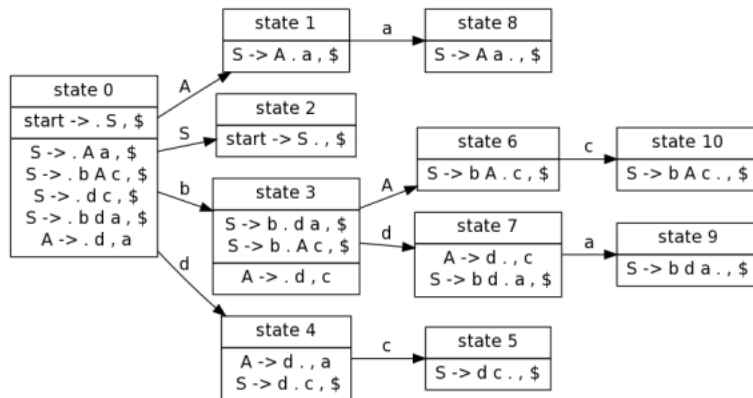 state 0
start -> . S , $
S -> . A a , $
S -> . b A c , $
S -> . d c , $
S -> . b d a , $
A -> . d , a
A
S
b
d
state 1
S -> A . a , $
a
state 8
S -> A a . , $
state 2
start -> S . , $
state 3
S -> b . d a , $
S -> b . A c , $
A -> . d , c
A
d
state 6
S -> b A . c , $
c
state 10
S -> b A c . , $
state 7
A -> d . , c
S -> b d . a , $
a
state 9
S -> b d a . , $
state 4
A -> d . , a
S -> d . c , $
c
state 5
S -> d c . , $